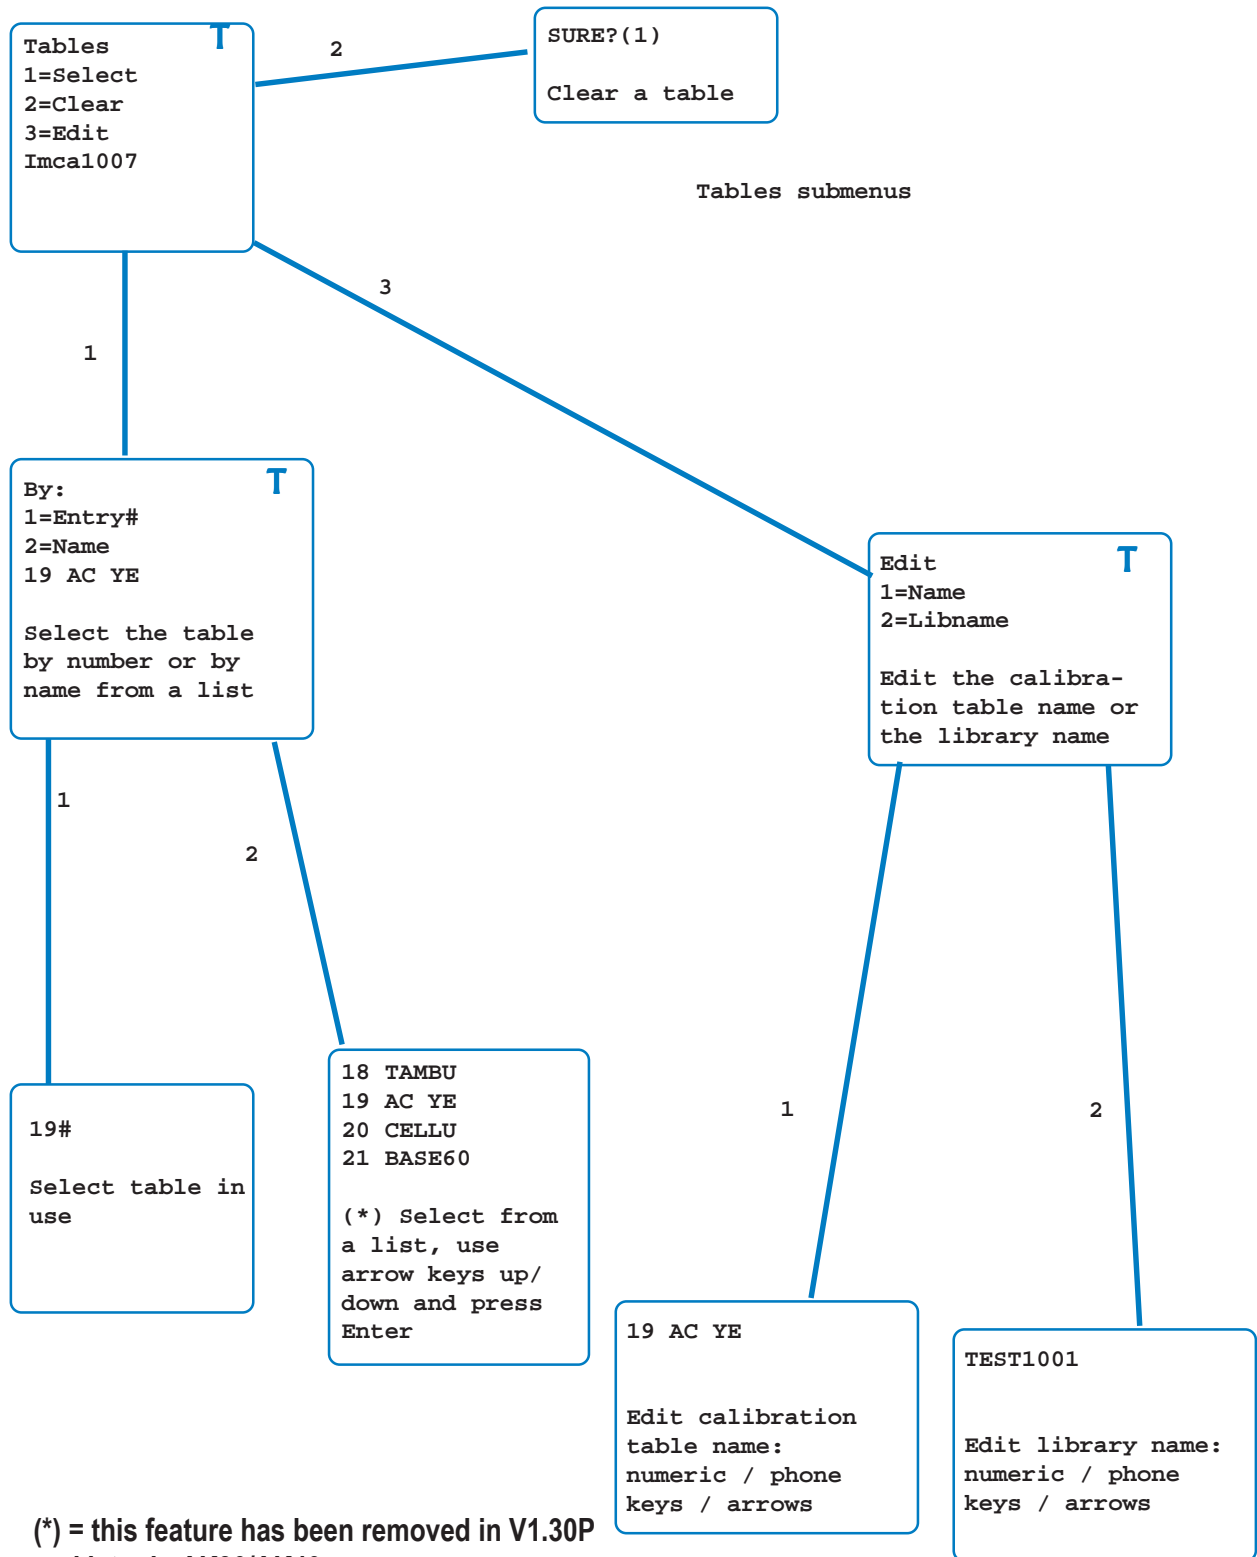 Tables T
1=Select
2=Clear
3=Edit
Imca1007
2
SURE?(1)
Clear a table
Tables submenus
3
1
By: T
1=Entry#
2=Name
19 AC YE
Select the table
by number or by
name from a list
Edit T
1=Name
2=Libname
Edit the calibra-
tion table name or
the library name
1
2
19#
Select table in
use
18 TAMBU
19 AC YE
20 CELLU
21 BASE60
(*) Select from
a list, use
arrow keys up/
down and press
Enter
1
2
19 AC YE
Edit calibration
table name:
numeric / phone
keys / arrows
TEST1001
Edit library name:
numeric / phone
keys / arrows
(*) = this feature has been removed in V1.30P